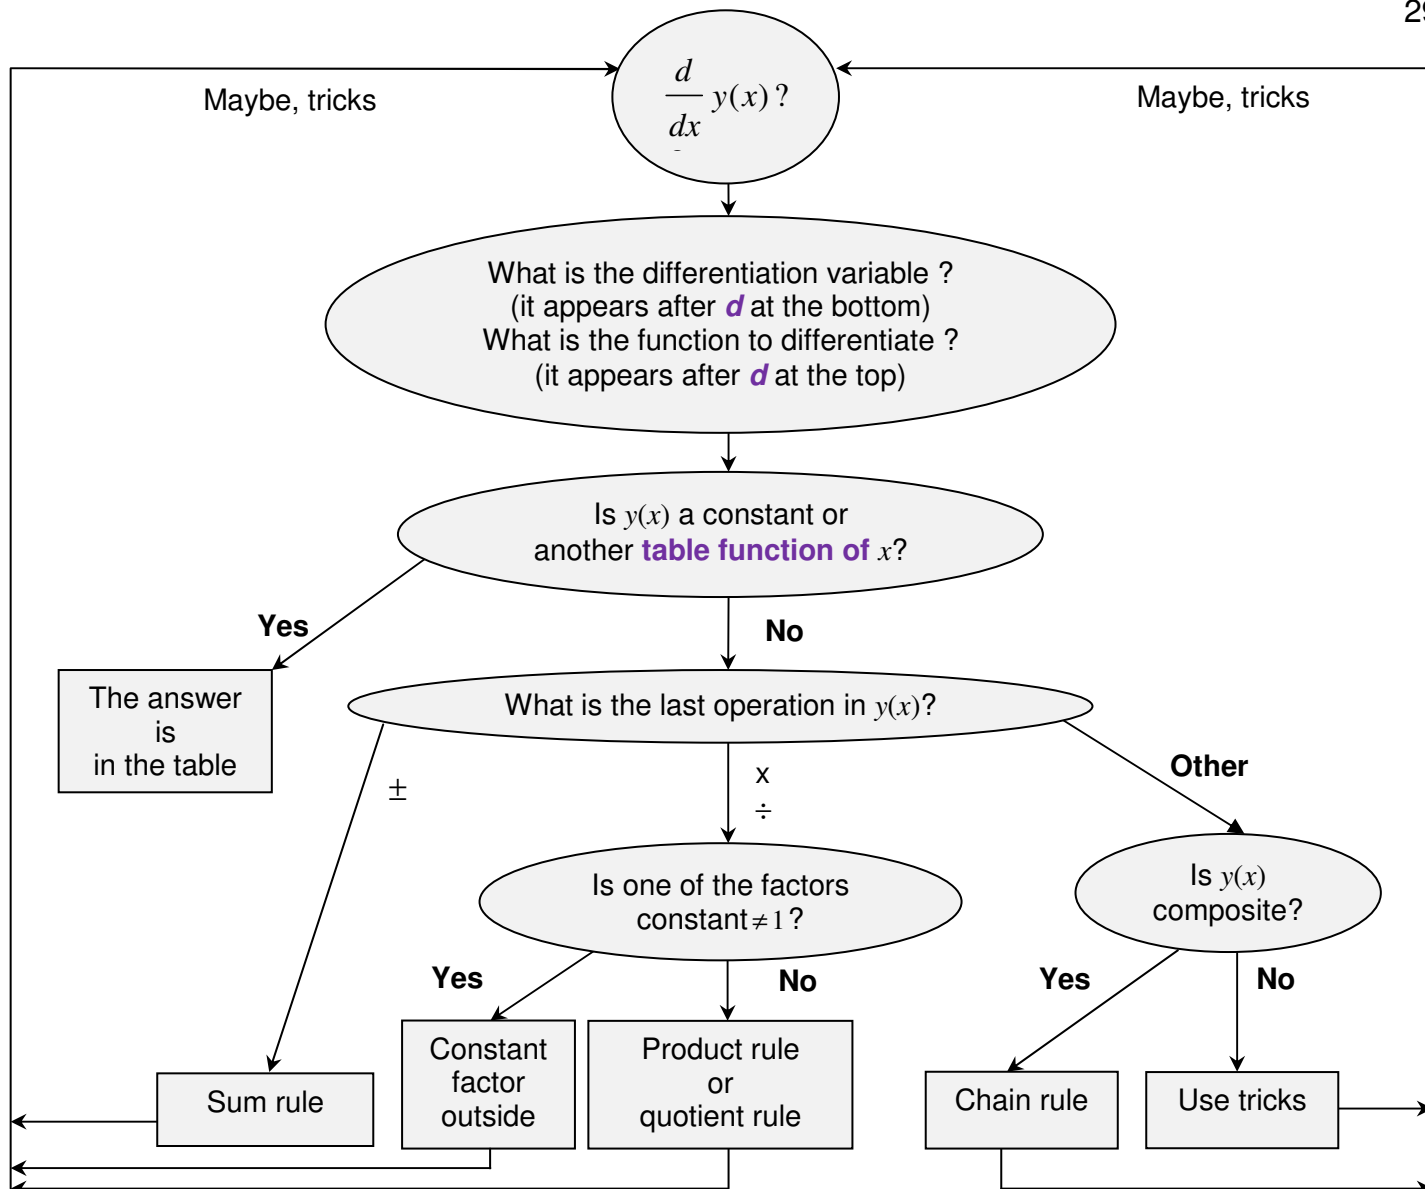 29
Maybe, tricks
d
dx
y(x) ?
Maybe, tricks
What is the differentiation variable ?
(it appears after d at the bottom)
What is the function to differentiate ?
(it appears after d at the top)
Is y(x) a constant or
another table function of x?
Yes
No
The answer
is
in the table
What is the last operation in y(x)?
±
x
÷
Other
Is one of the factors
constant ≠ 1?
Is y(x)
composite?
Yes
No
Yes
No
Sum rule
Constant
factor
outside
Product rule
or
quotient rule
Chain rule
Use tricks